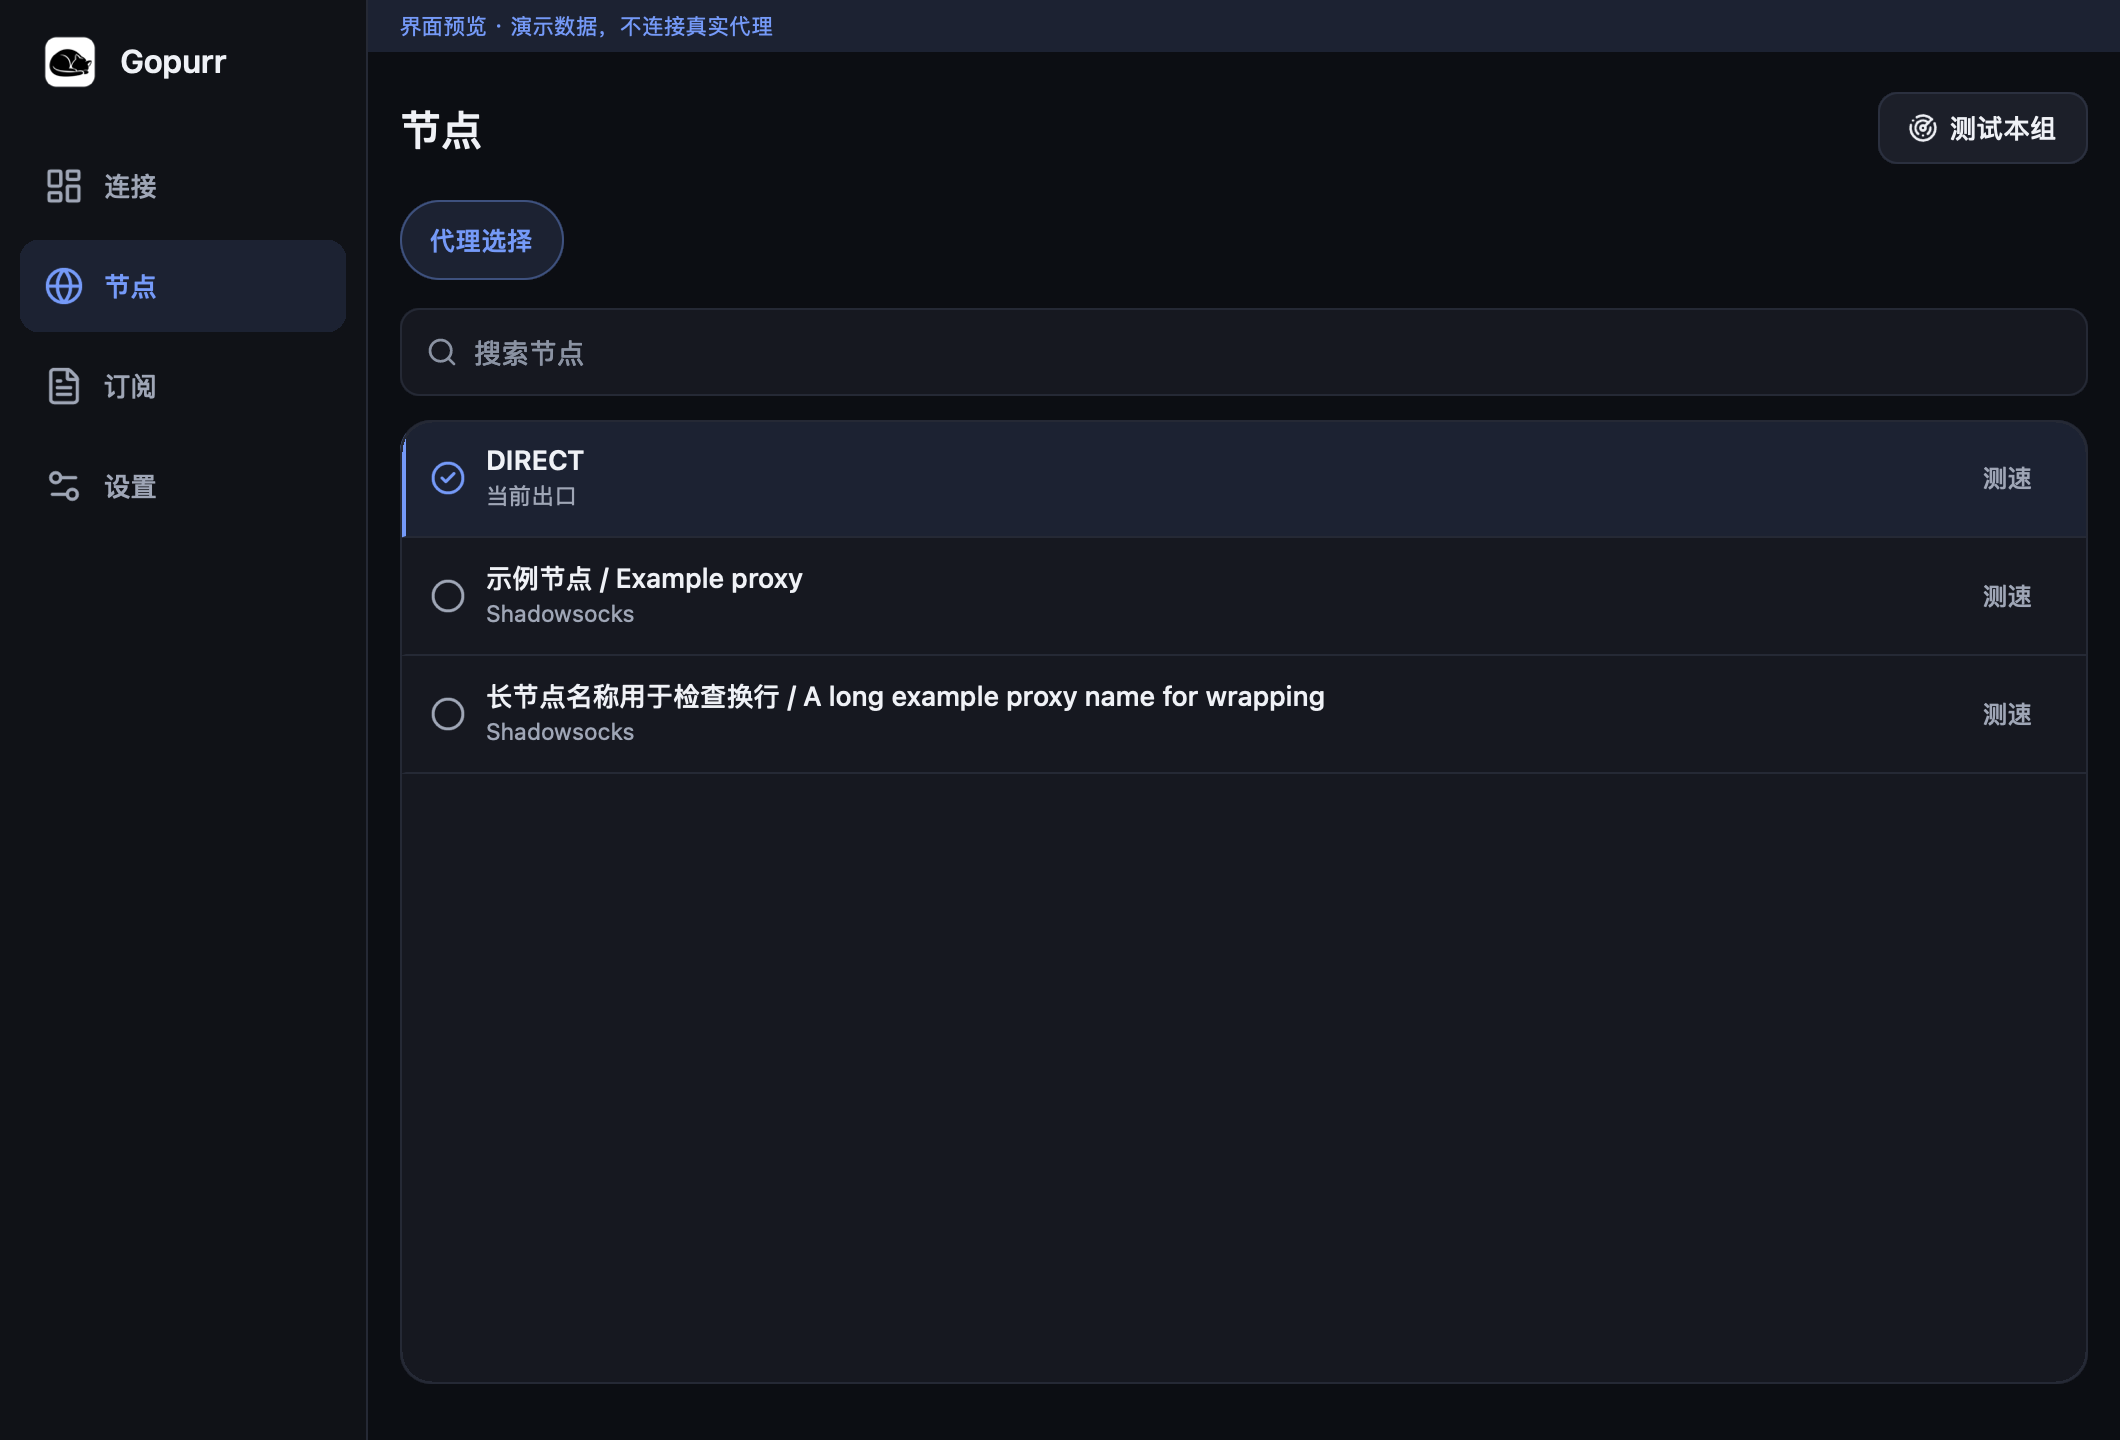 Gopurr
连接
节点
订阅
设置
界面预览 · 演示数据，不连接真实代理
节点
测试本组
代理选择
搜索节点
DIRECT
当前出口
测速
示例节点 / Example proxy
Shadowsocks
测速
长节点名称用于检查换行 / A long example proxy name for wrapping
Shadowsocks
测速